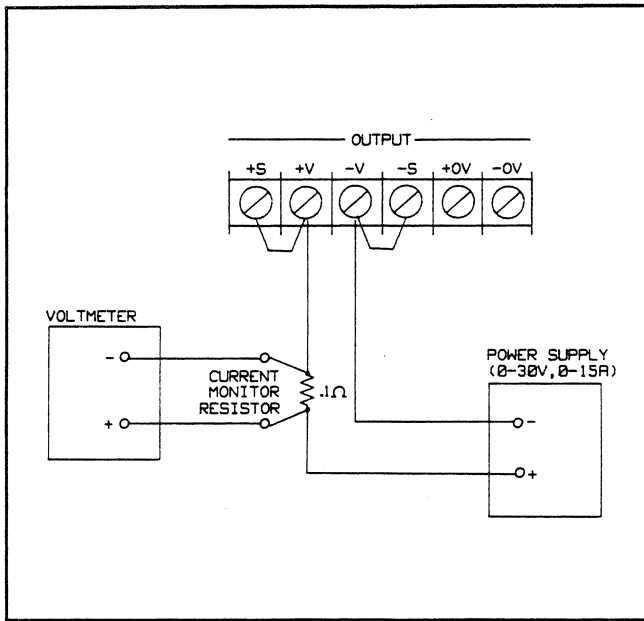 OUTPUT
+S +V -V -S +OV -OV
VOLTMETER
-
+
CURRENT
MONITOR
RESISTOR
.1Ω
POWER SUPPLY
(0-30V,0-15A)
-
+